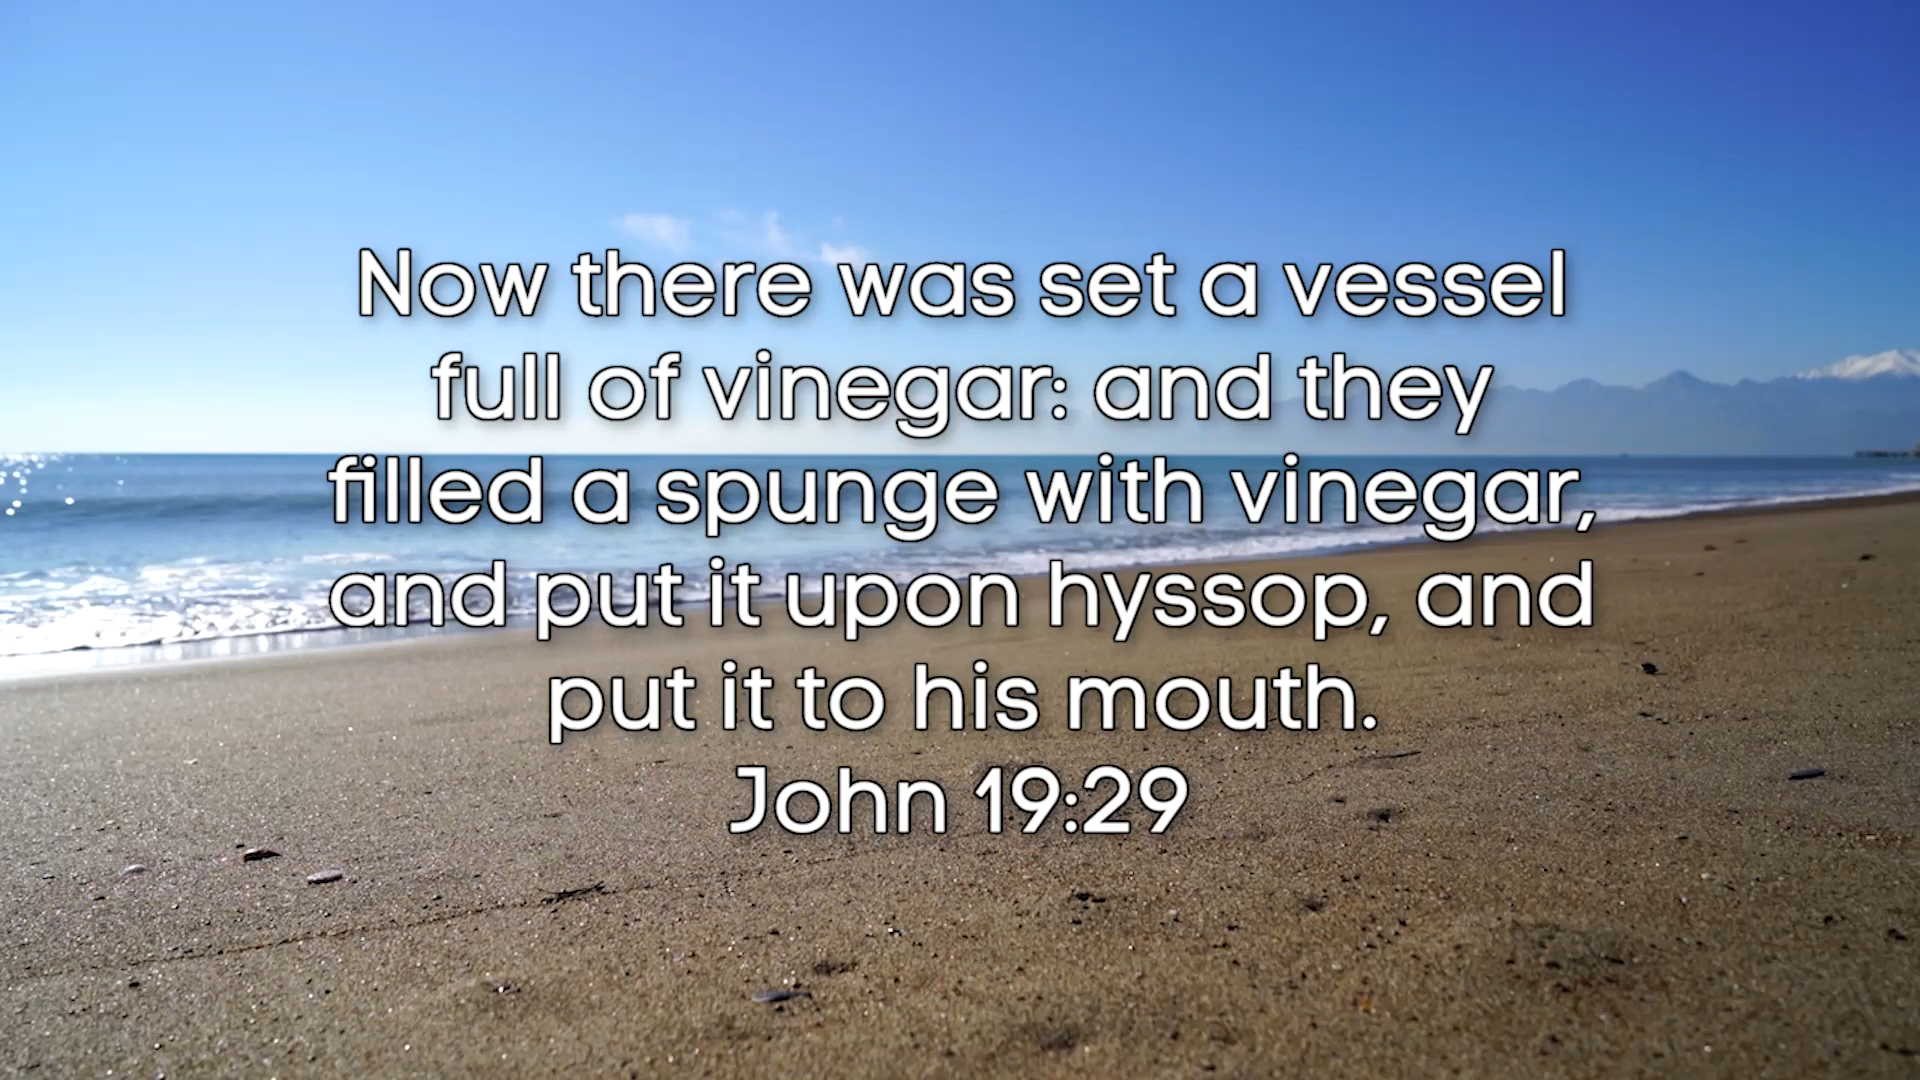 Now there was set a vessel
full of vinegar: and they
filled a spunge with vinegar,
and put it upon hyssop, and
put it to his mouth.
John 19:29